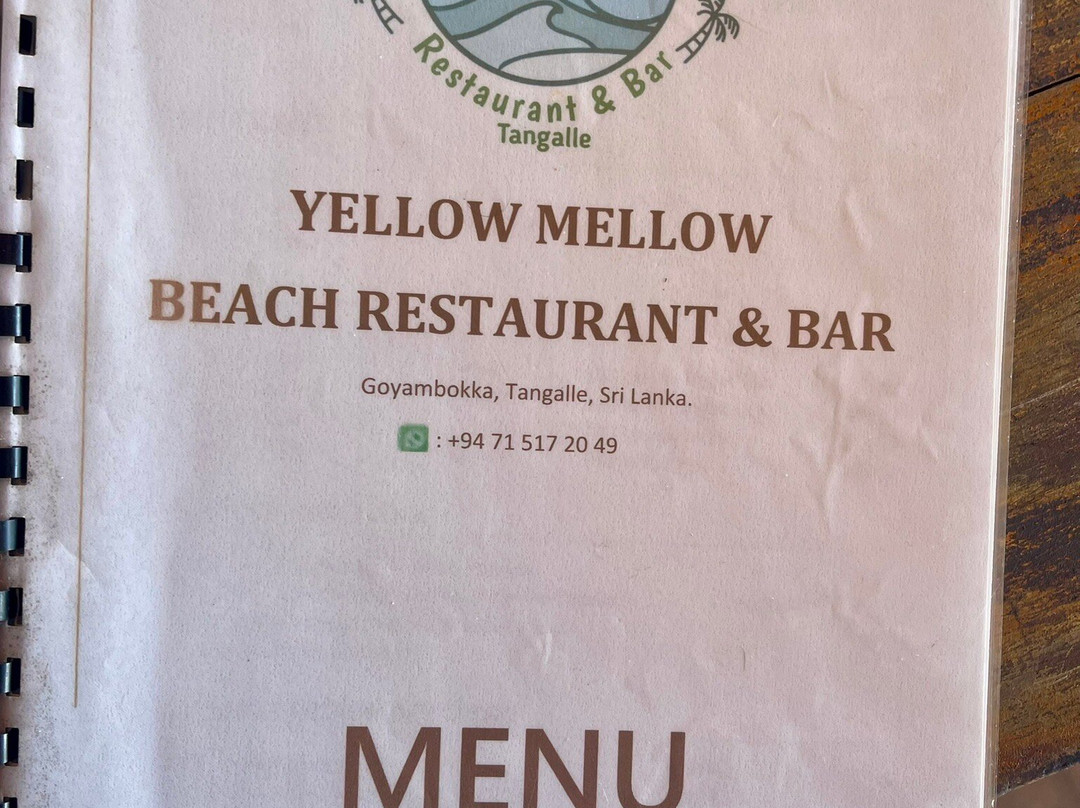 Restaurant & Bar
Tangalle
YELLOW MELLOW
BEACH RESTAURANT & BAR
Goyambokka, Tangalle, Sri Lanka.
: +94 71 517 20 49
MENU